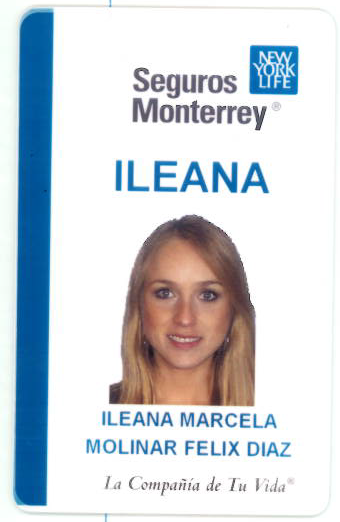 NEW
YORK
LIFE
Seguros
Monterrey®
ILEANA
ILEANA MARCELA
MOLINAR FELIX DIAZ
La Compañía de Tu Vida®